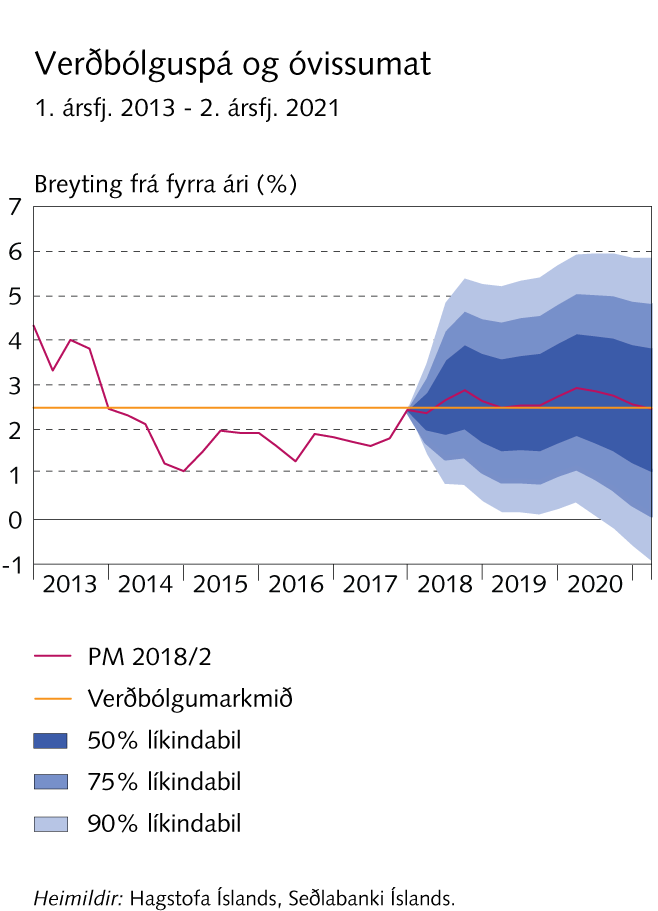 Verðbólguspá og óvissumat
1. ársfj. 2013 - 2. ársfj. 2021
Breyting frá fyrra ári (%)
7
6
5
4
3
2
1
0
-1
2013 2014 2015 2016 2017 2018 2019 2020
PM 2018/2
Verðbólgumarkmið
50% líkindabil
75% líkindabil
90% líkindabil
Heimildir: Hagstofa Íslands, Seðlabanki Íslands.